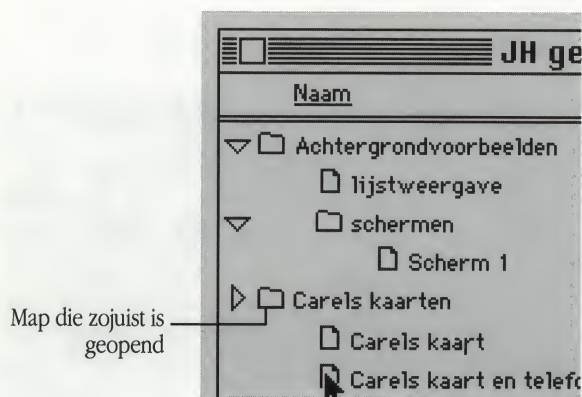 JH ge
Naam
Achtergrondvoorbeelden
lijstweergave
schermen
Scherm 1
Carels kaarten
Map die zojuist is
geopend
Carels kaart
Carels kaart en telefo